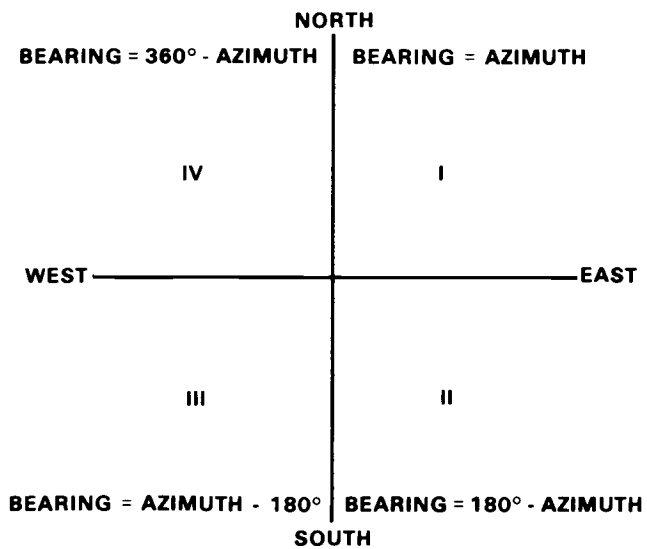 NORTH
BEARING = 360° - AZIMUTH
BEARING = AZIMUTH
IV
I
WEST
EAST
III
II
BEARING = AZIMUTH - 180°
BEARING = 180° - AZIMUTH
SOUTH